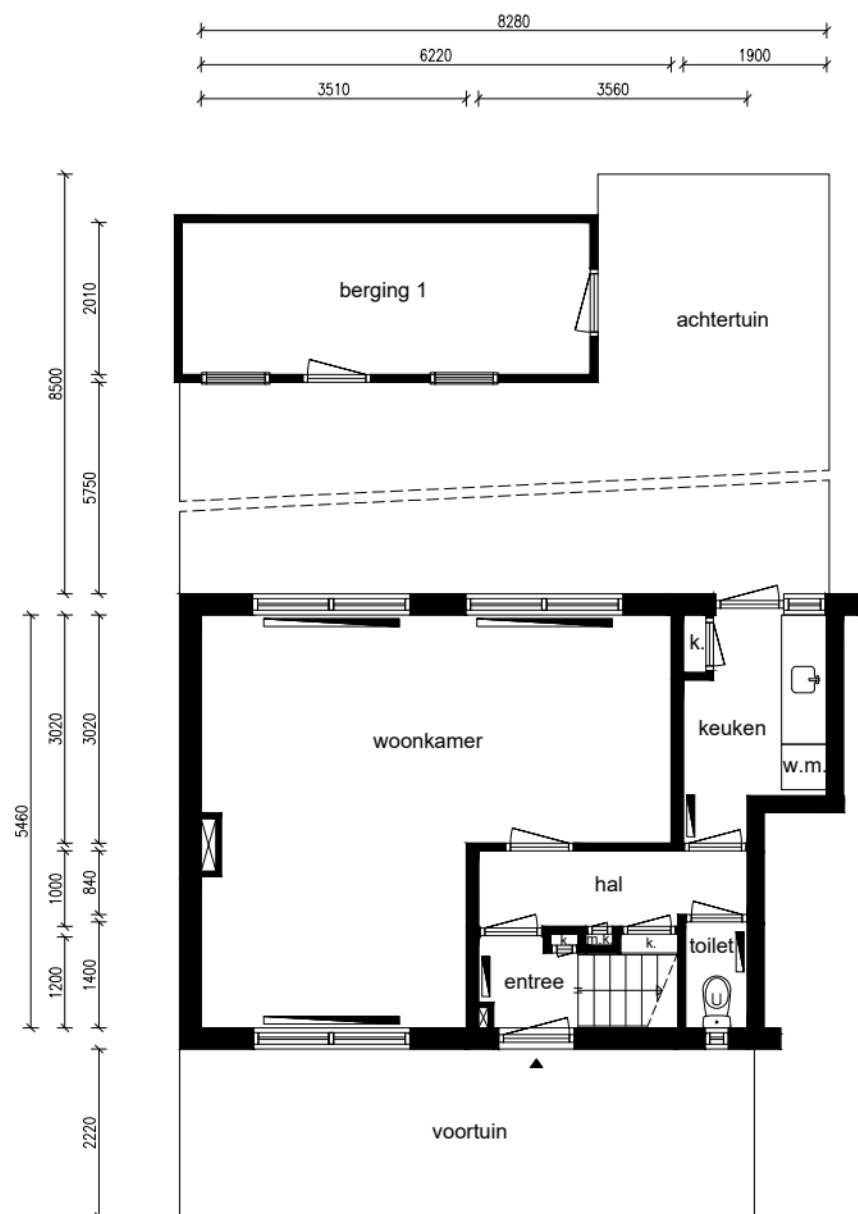 8280
6220
1900
3510
3560
berging 1
2010
achtertuin
8500
5750
k.
keuken
woonkamer
w.m.
3020
3020
5460
hal
1000
840
k.
m.k.
k.
toilet
entree
1200
1400
voortuin
2220